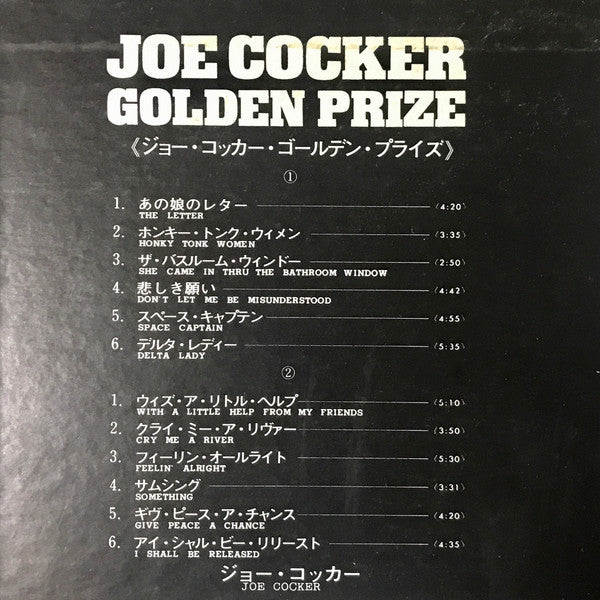 JOE COCKER
GOLDEN PRIZE
《ジョー・コッカー・ゴールデン・プライズ》
①
1. あの娘のレター 〈4:20〉
THE LETTER
2. ホンキー・トンク・ウィメン 〈3:35〉
HONKY TONK WOMEN
3. ザ・バスルーム・ウィンドー 〈2:50〉
SHE CAME IN THRU THE BATHROOM WINDOW
4. 悲しき願い 〈4:42〉
DON'T LET ME BE MISUNDERSTOOD
5. スペース・キャプテン 〈4:55〉
SPACE CAPTAIN
6. デルタ・レディー 〈5:35〉
DELTA LADY
②
1. ウィズ・ア・リトル・ヘルプ 〈5:10〉
WITH A LITTLE HELP FROM MY FRIENDS
2. クライ・ミー・ア・リヴァー 〈3:50〉
CRY ME A RIVER
3. フィーリン・オールライト 〈5:30〉
FEELIN' ALRIGHT
4. サムシング 〈3:31〉
SOMETHING
5. ギヴ・ピース・ア・チャンス 〈4:20〉
GIVE PEACE A CHANCE
6. アイ・シャル・ビー・リリースト 〈4:35〉
I SHALL BE RELEASED
ジョー・コッカー
JOE COCKER